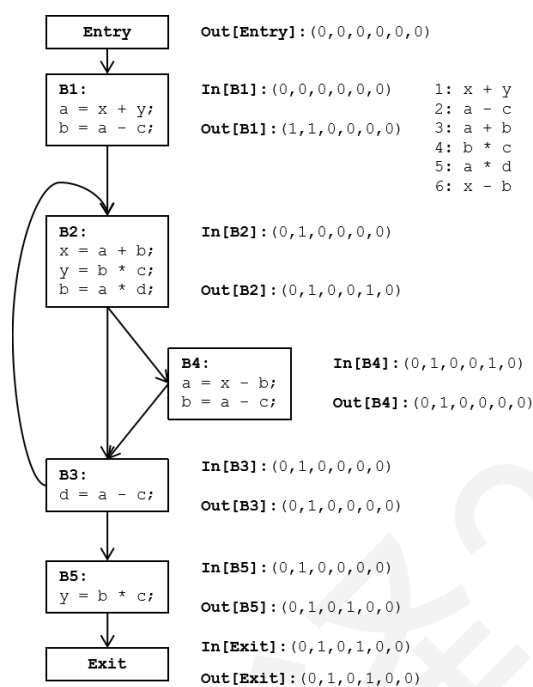 Entry
Out[Entry]:(0,0,0,0,0,0)
B1:
a = x + y;
b = a - c;
In[B1]:(0,0,0,0,0,0)
Out[B1]:(1,1,0,0,0,0)
1: x + y
2: a - c
3: a + b
4: b * c
5: a * d
6: x - b
B2:
x = a + b;
y = b * c;
b = a * d;
In[B2]:(0,1,0,0,0,0)
Out[B2]:(0,1,0,0,1,0)
B4:
a = x - b;
b = a - c;
In[B4]:(0,1,0,0,1,0)
Out[B4]:(0,1,0,0,0,0)
B3:
d = a - c;
In[B3]:(0,1,0,0,0,0)
Out[B3]:(0,1,0,0,0,0)
B5:
y = b * c;
In[B5]:(0,1,0,0,0,0)
Out[B5]:(0,1,0,1,0,0)
Exit
In[Exit]:(0,1,0,1,0,0)
Out[Exit]:(0,1,0,1,0,0)